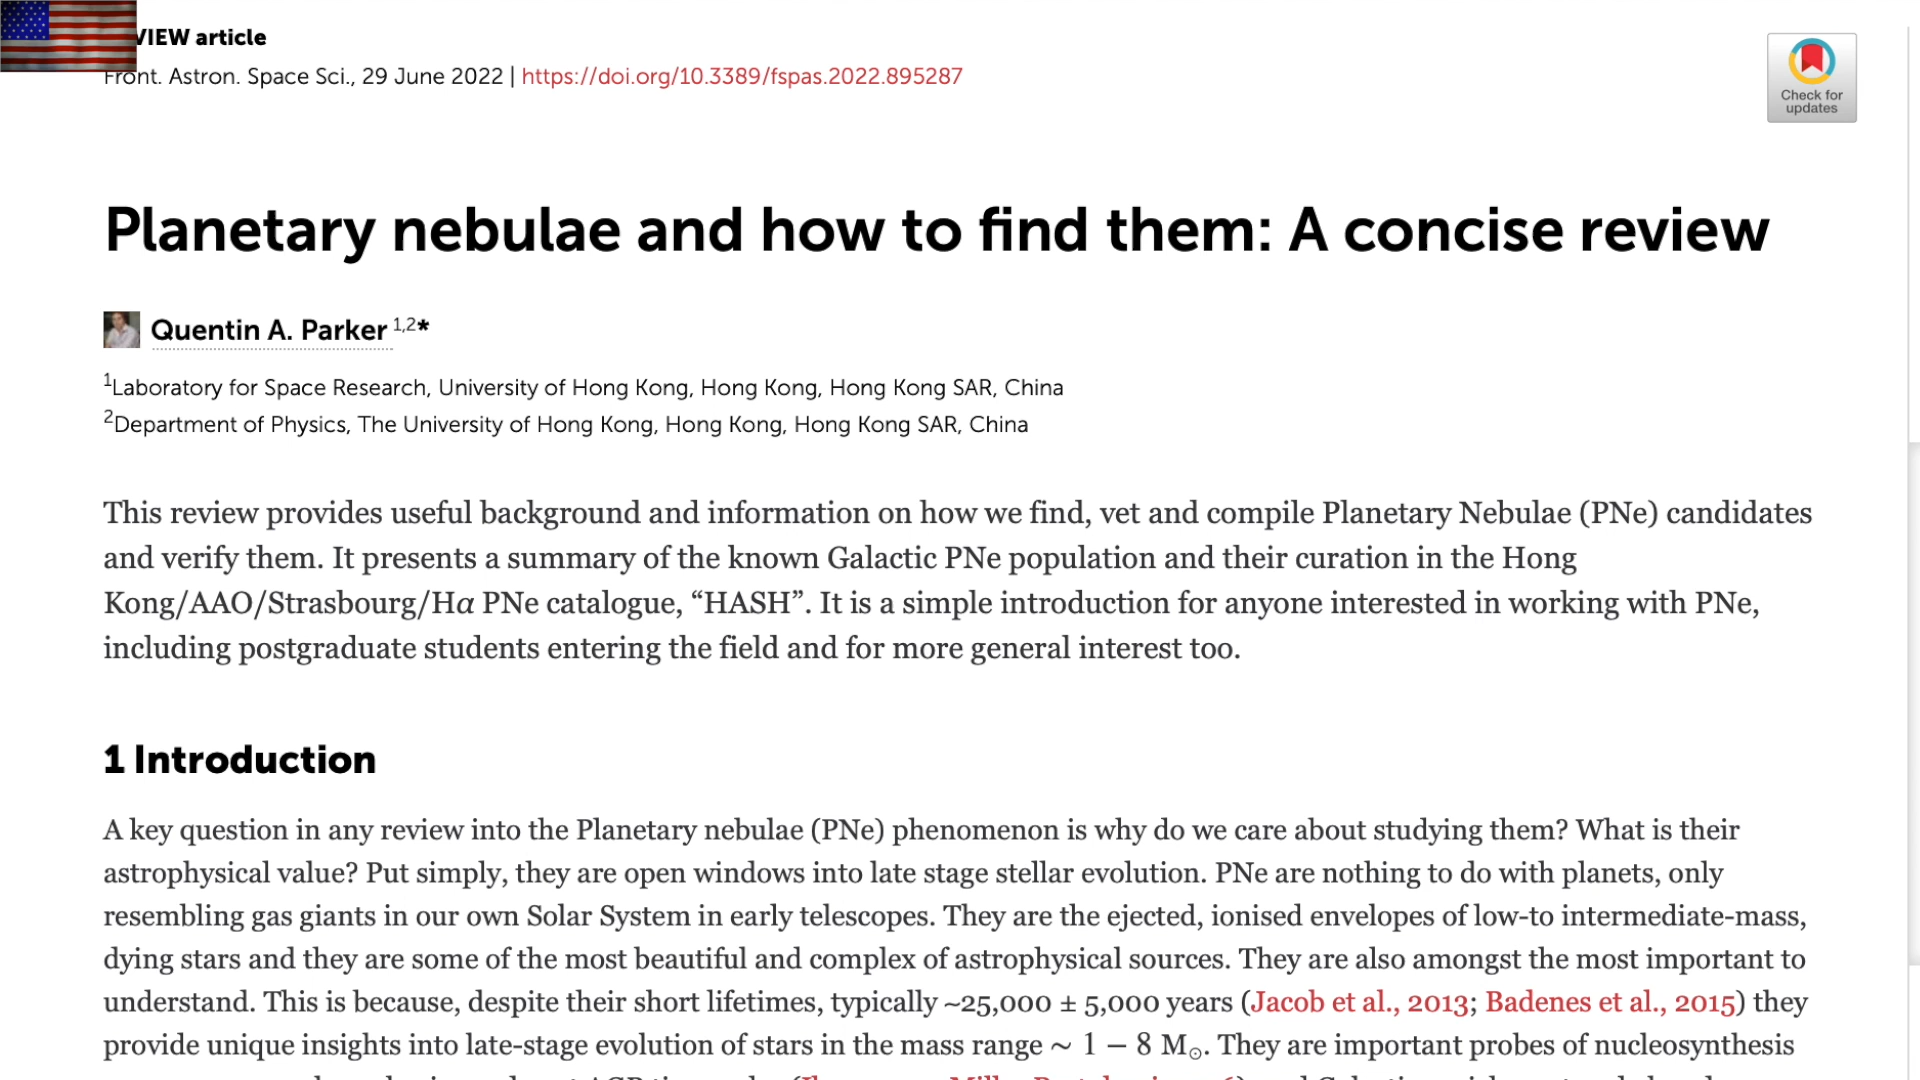 VIEW article
Front. Astron. Space Sci., 29 June 2022 | https://doi.org/10.3389/fspas.2022.895287
Check for
updates
Planetary nebulae and how to find them: A concise review
Quentin A. Parker 1,2*
1Laboratory for Space Research, University of Hong Kong, Hong Kong, Hong Kong SAR, China
2Department of Physics, The University of Hong Kong, Hong Kong, Hong Kong SAR, China
This review provides useful background and information on how we find, vet and compile Planetary Nebulae (PNe) candidates
and verify them. It presents a summary of the known Galactic PNe population and their curation in the Hong
Kong/AAO/Strasbourg/Hα PNe catalogue, “HASH”. It is a simple introduction for anyone interested in working with PNe,
including postgraduate students entering the field and for more general interest too.
1 Introduction
A key question in any review into the Planetary nebulae (PNe) phenomenon is why do we care about studying them? What is their
astrophysical value? Put simply, they are open windows into late stage stellar evolution. PNe are nothing to do with planets, only
resembling gas giants in our own Solar System in early telescopes. They are the ejected, ionised envelopes of low-to intermediate-mass,
dying stars and they are some of the most beautiful and complex of astrophysical sources. They are also amongst the most important to
understand. This is because, despite their short lifetimes, typically ~25,000 ± 5,000 years (Jacob et al., 2013; Badenes et al., 2015) they
provide unique insights into late-stage evolution of stars in the mass range ∼ 1 − 8 M⊙. They are important probes of nucleosynthesis